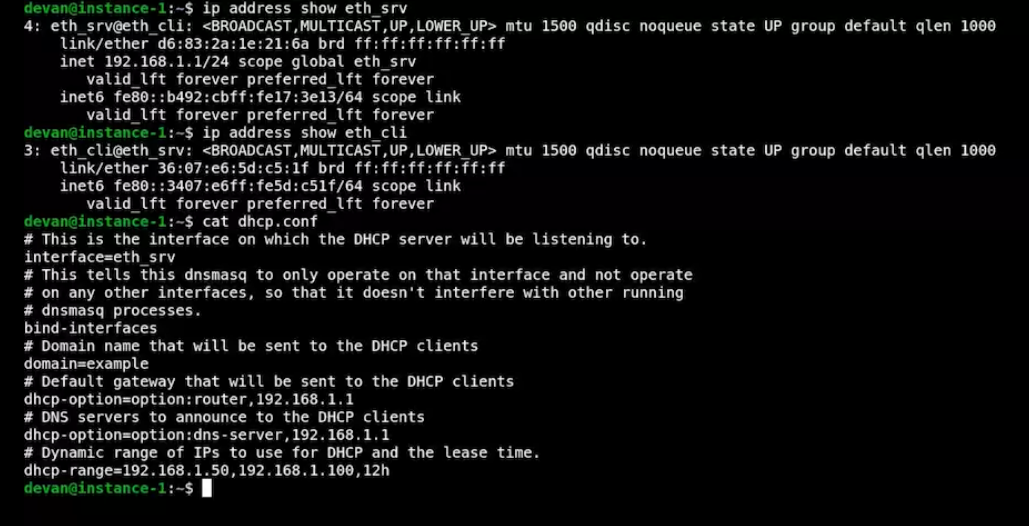 devan@instance-1:~$ ip address show eth_srv
4: eth_srv@eth_cli: <BROADCAST,MULTICAST,UP,LOWER_UP> mtu 1500 qdisc noqueue state UP group default qlen 1000
    link/ether d6:83:2a:1e:21:6a brd ff:ff:ff:ff:ff:ff
    inet 192.168.1.1/24 scope global eth_srv
       valid_lft forever preferred_lft forever
    inet6 fe80::b492:cbff:fe17:3e13/64 scope link
       valid_lft forever preferred_lft forever
devan@instance-1:~$ ip address show eth_cli
3: eth_cli@eth_srv: <BROADCAST,MULTICAST,UP,LOWER_UP> mtu 1500 qdisc noqueue state UP group default qlen 1000
    link/ether 36:07:e6:5d:c5:1f brd ff:ff:ff:ff:ff:ff
    inet6 fe80::3407:e6ff:fe5d:c51f/64 scope link
       valid_lft forever preferred_lft forever
devan@instance-1:~$ cat dhcp.conf
# This is the interface on which the DHCP server will be listening to.
interface=eth_srv
# This tells this dnsmasq to only operate on that interface and not operate
# on any other interfaces, so that it doesn't interfere with other running
# dnsmasq processes.
bind-interfaces
# Domain name that will be sent to the DHCP clients
domain=example
# Default gateway that will be sent to the DHCP clients
dhcp-option=option:router,192.168.1.1
# DNS servers to announce to the DHCP clients
dhcp-option=option:dns-server,192.168.1.1
# Dynamic range of IPs to use for DHCP and the lease time.
dhcp-range=192.168.1.50,192.168.1.100,12h
devan@instance-1:~$